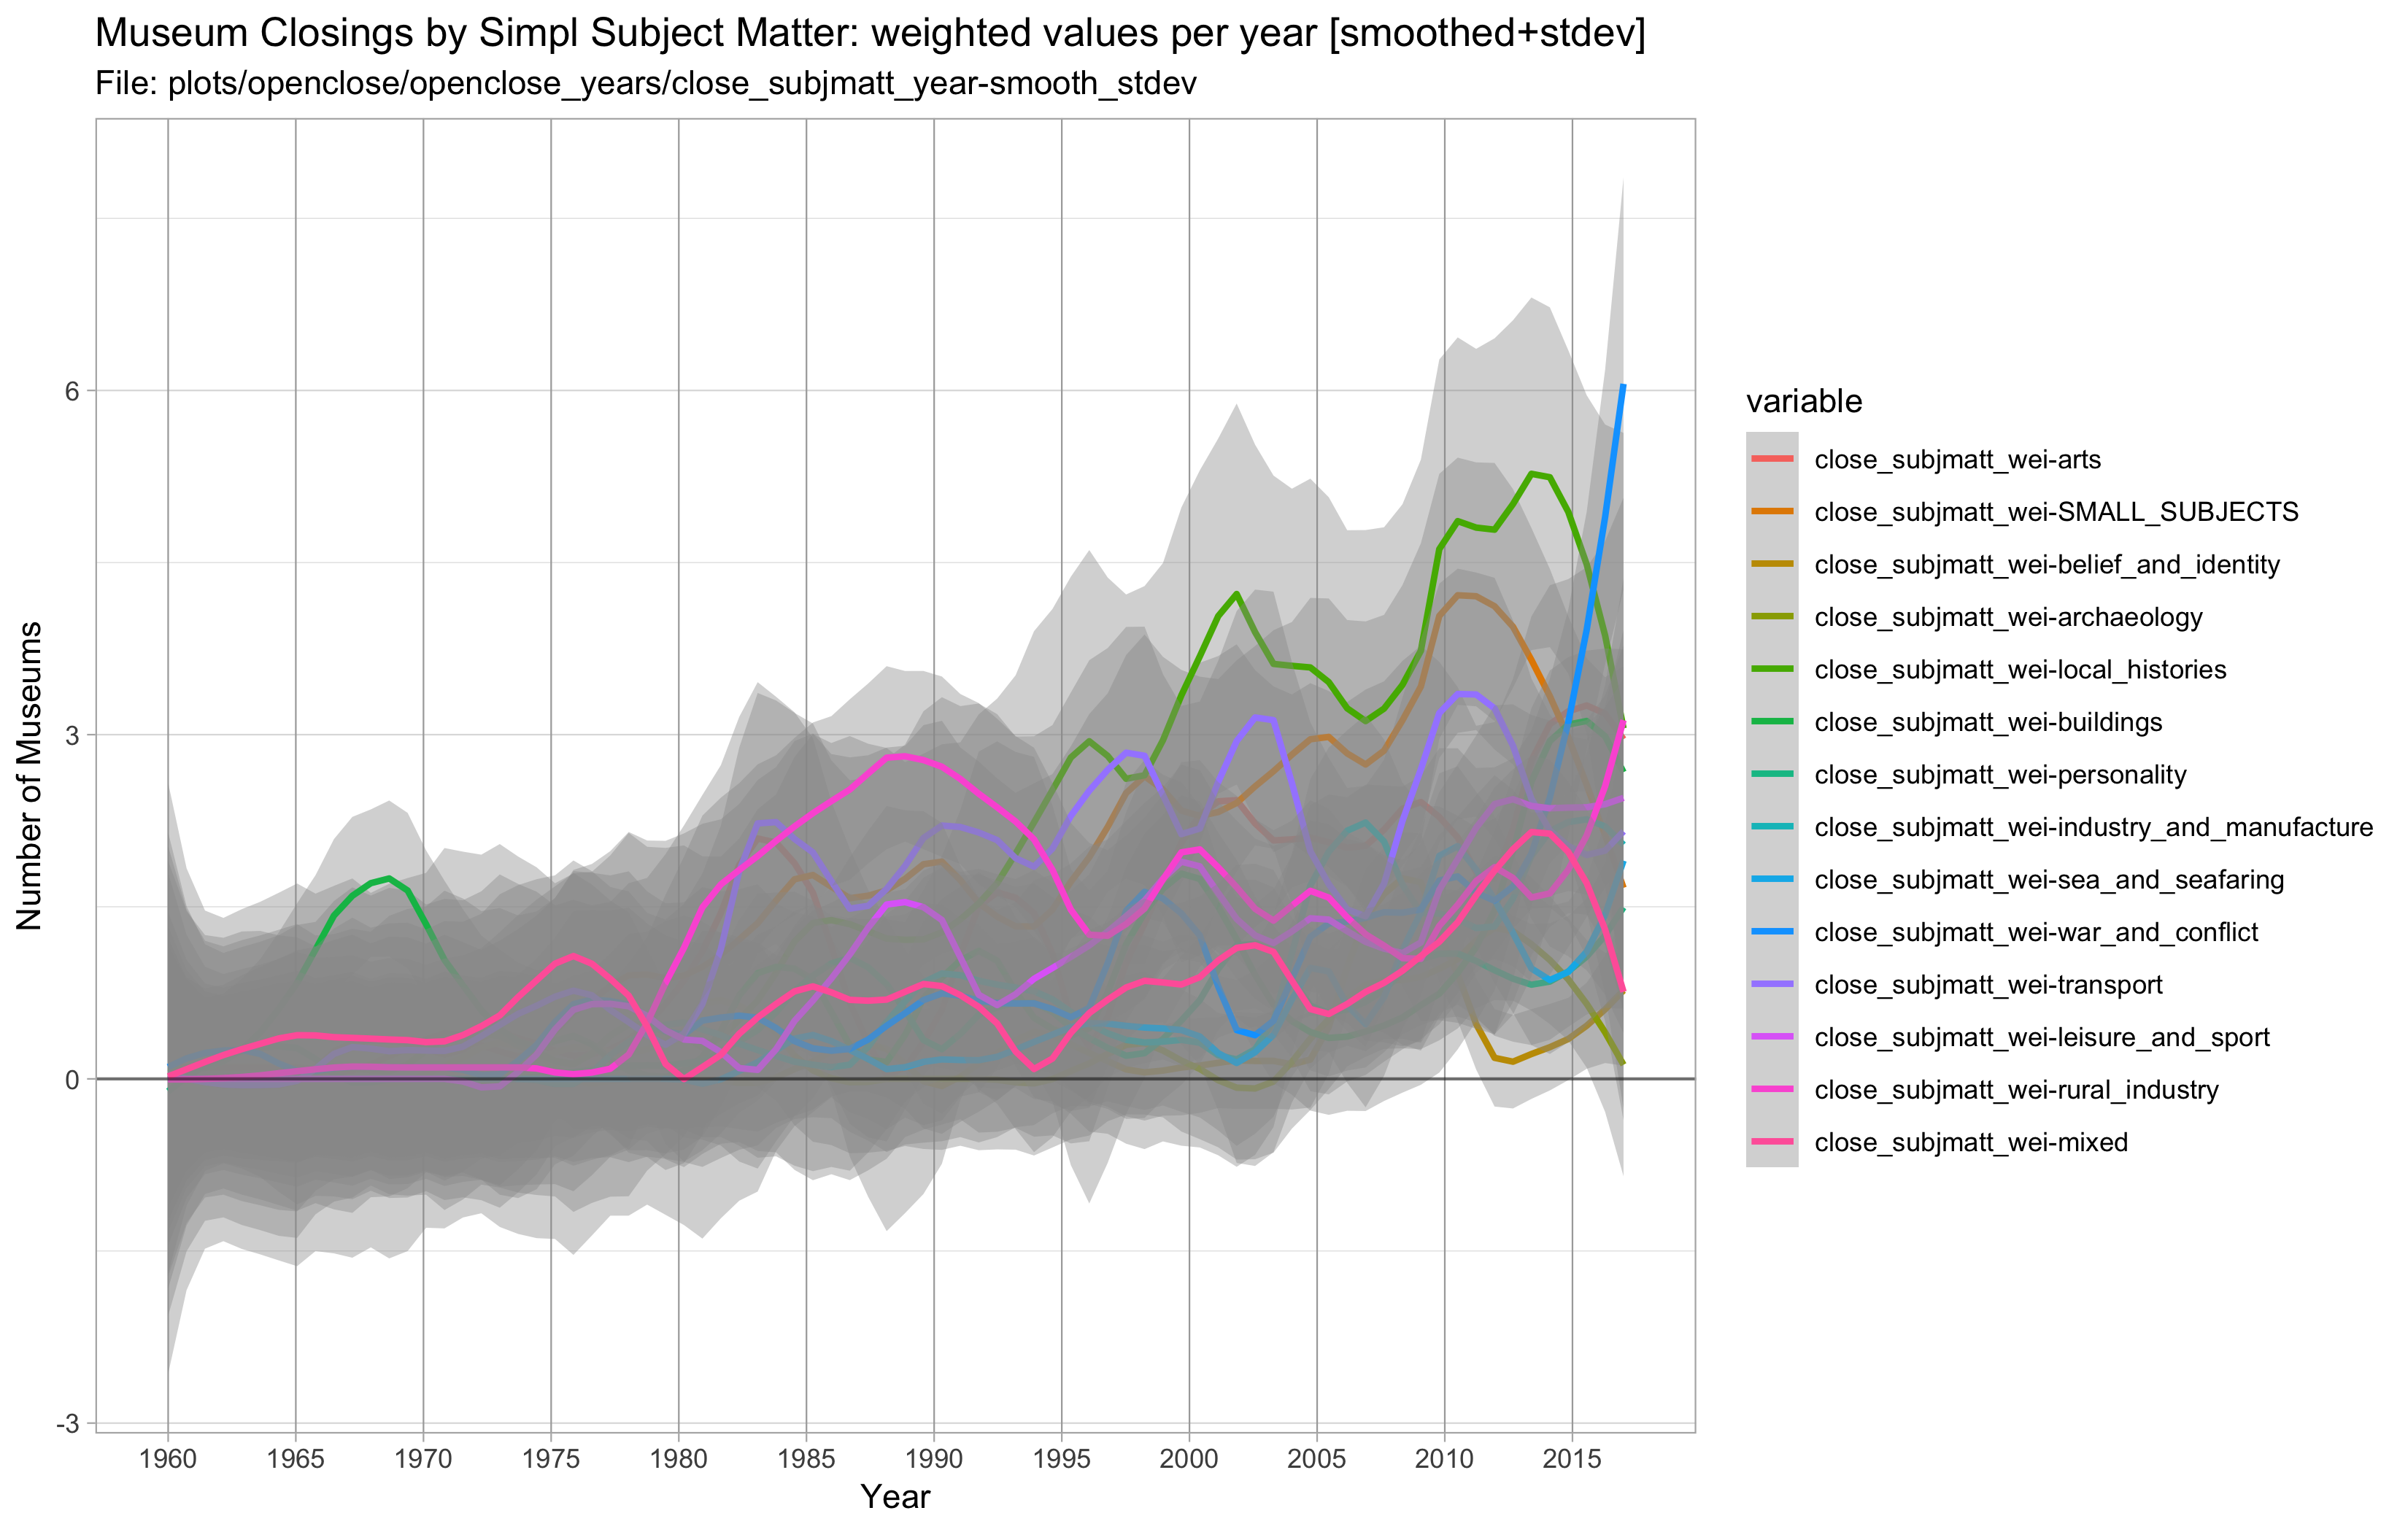 Museum Closings by Simpl Subject Matter: weighted values per year [smoothed+stdev]
File: plots/openclose/openclose_years/close_subjmatt_year-smooth_stdev
Number of Museums
6
3
0
-3
1960 1965 1970 1975 1980 1985 1990 1995 2000 2005 2010 2015
Year
variable
close_subjmatt_wei-arts
close_subjmatt_wei-SMALL_SUBJECTS
close_subjmatt_wei-belief_and_identity
close_subjmatt_wei-archaeology
close_subjmatt_wei-local_histories
close_subjmatt_wei-buildings
close_subjmatt_wei-personality
close_subjmatt_wei-industry_and_manufacture
close_subjmatt_wei-sea_and_seafaring
close_subjmatt_wei-war_and_conflict
close_subjmatt_wei-transport
close_subjmatt_wei-leisure_and_sport
close_subjmatt_wei-rural_industry
close_subjmatt_wei-mixed